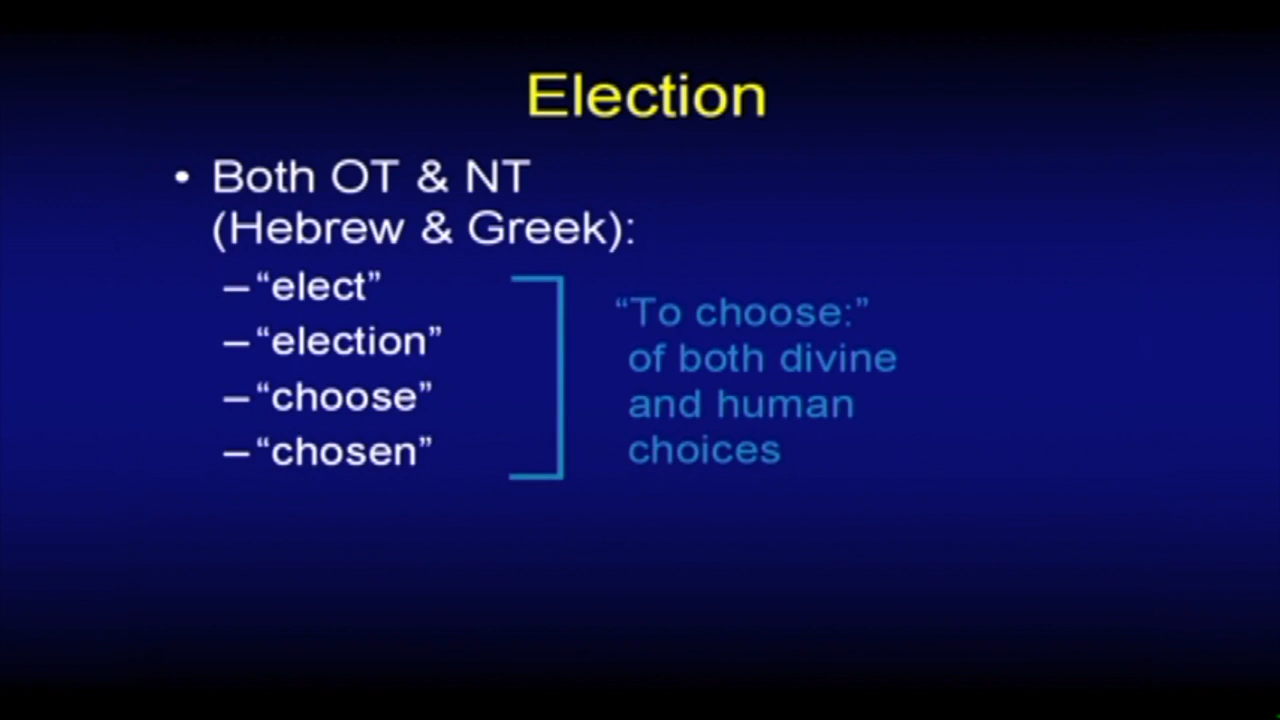 Election
• Both OT & NT
(Hebrew & Greek):
–“elect”
–“election”
–“choose”
–“chosen”
“To choose:”
of both divine
and human
choices